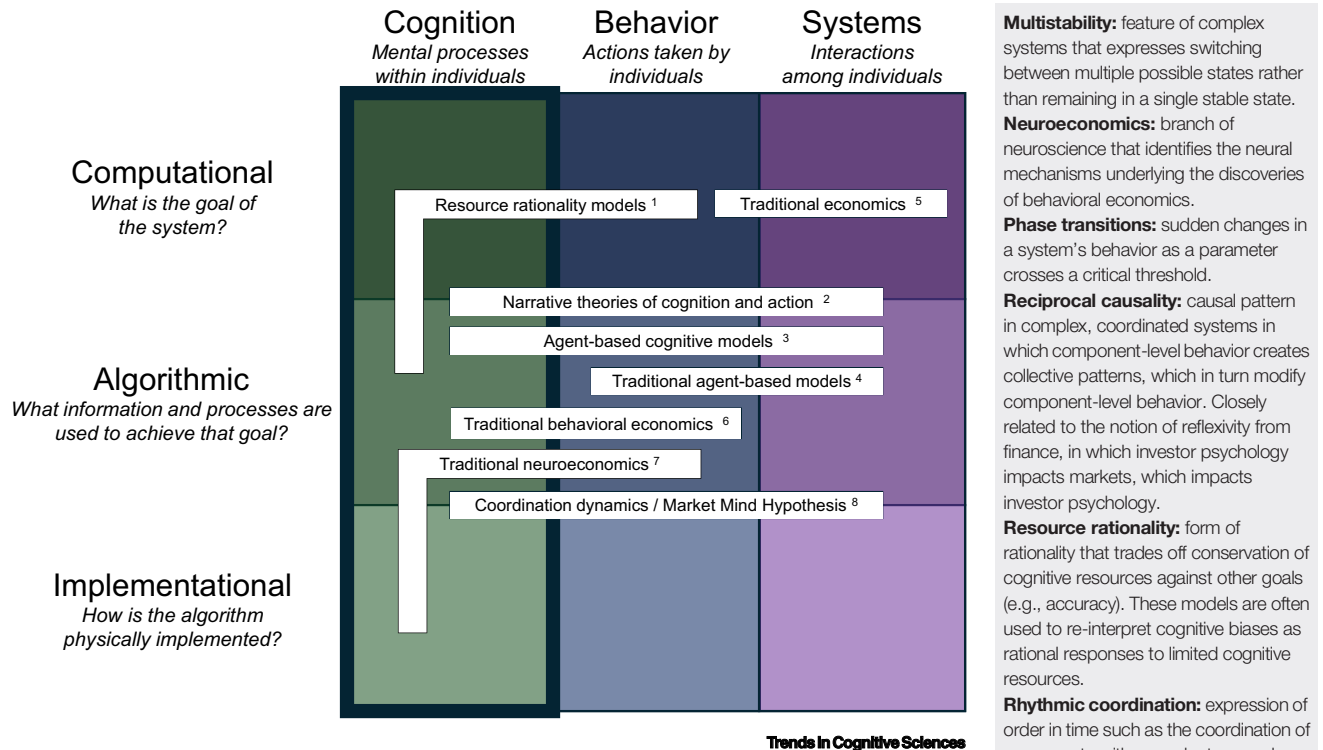 Cognition
Mental processes
within individuals
Behavior
Actions taken by
individuals
Systems
Interactions
among individuals
Computational
What is the goal of
the system?
Algorithmic
What information and processes are
used to achieve that goal?
Implementational
How is the algorithm
physically implemented?
Resource rationality models 1
Traditional economics 5
Narrative theories of cognition and action 2
Agent-based cognitive models 3
Traditional agent-based models 4
Traditional behavioral economics 6
Traditional neuroeconomics 7
Coordination dynamics / Market Mind Hypothesis 8
Trends in Cognitive Sciences
Multistability: feature of complex
systems that expresses switching
between multiple possible states rather
than remaining in a single stable state.
Neuroeconomics: branch of
neuroscience that identifies the neural
mechanisms underlying the discoveries
of behavioral economics.
Phase transitions: sudden changes in
a system's behavior as a parameter
crosses a critical threshold.
Reciprocal causality: causal pattern
in complex, coordinated systems in
which component-level behavior creates
collective patterns, which in turn modify
component-level behavior. Closely
related to the notion of reflexivity from
finance, in which investor psychology
impacts markets, which impacts
investor psychology.
Resource rationality: form of
rationality that trades off conservation of
cognitive resources against other goals
(e.g., accuracy). These models are often
used to re-interpret cognitive biases as
rational responses to limited cognitive
resources.
Rhythmic coordination: expression of
order in time such as the coordination of